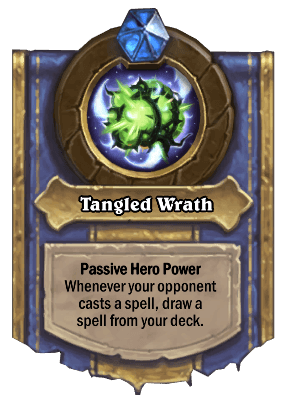 Tangled Wrath
Passive Hero Power
Whenever your opponent
casts a spell, draw a
spell from your deck.